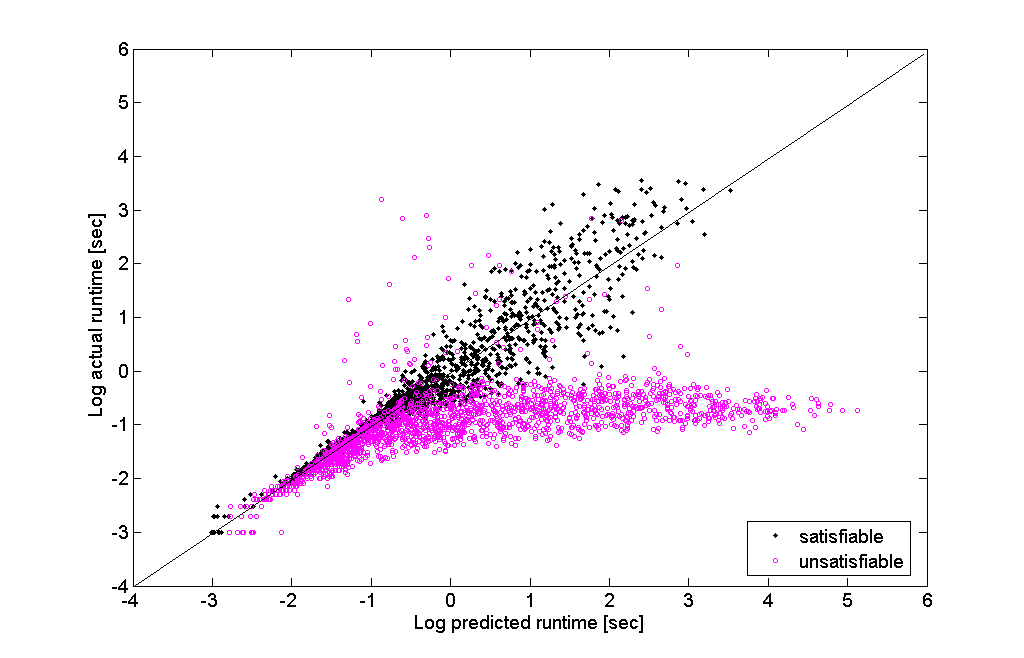 6
5
4
3
2
1
0
-1
-2
-3
-4
Log actual runtime [sec]
-4 -3 -2 -1 0 1 2 3 4 5 6
Log predicted runtime [sec]
satisfiable
unsatisfiable